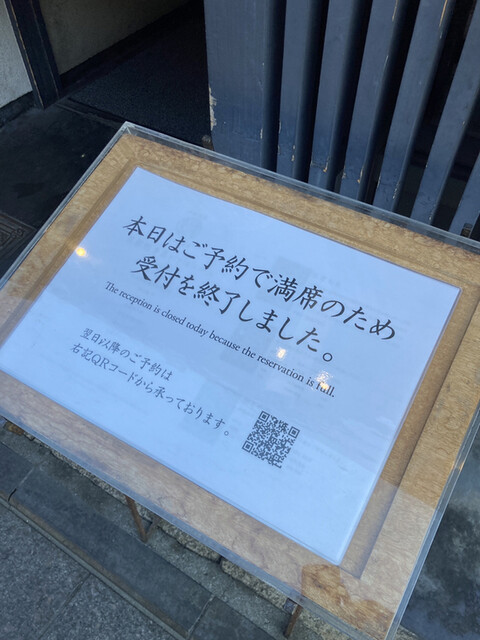 本日はご予約で満席のため
受付を終了しました。
The reception is closed today because the reservation is full.
翌日以降のご予約は
右記QRコードから承っております。